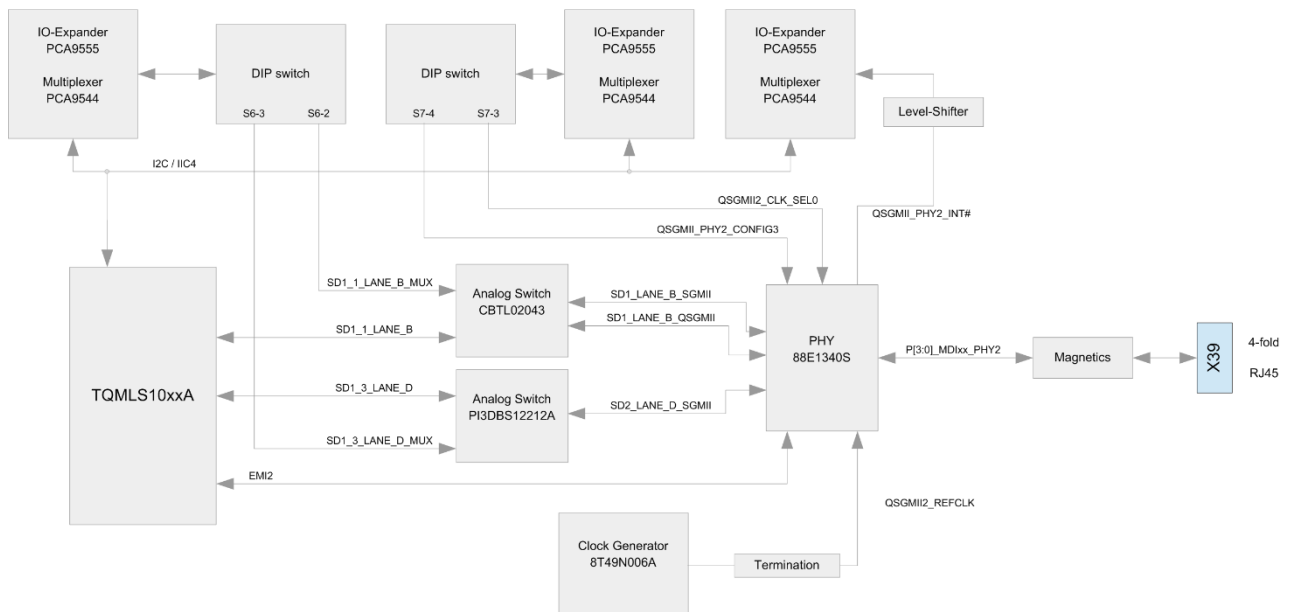 IO-Expander
PCA9555
Multiplexer
PCA9544
DIP switch
S6-3
S6-2
DIP switch
S7-4
S7-3
IO-Expander
PCA9555
Multiplexer
PCA9544
IO-Expander
PCA9555
Multiplexer
PCA9544
Level-Shifter
I2C / IIC4
QSGMII2_CLK_SEL0
QSGMII_PHY2_INT#
QSGMII_PHY2_CONFIG3
TQMLS10xxA
SD1_1_LANE_B_MUX
SD1_1_LANE_B
SD1_3_LANE_D
SD1_3_LANE_D_MUX
EMI2
Analog Switch
CBTL02043
Analog Switch
PI3DBS12212A
SD1_LANE_B_SGMII
SD1_LANE_B_QSGMII
SD2_LANE_D_SGMII
PHY
88E1340S
P[3:0]_MDIxx_PHY2
Magnetics
X39
4-fold
RJ45
QSGMII2_REFCLK
Clock Generator
8T49N006A
Termination